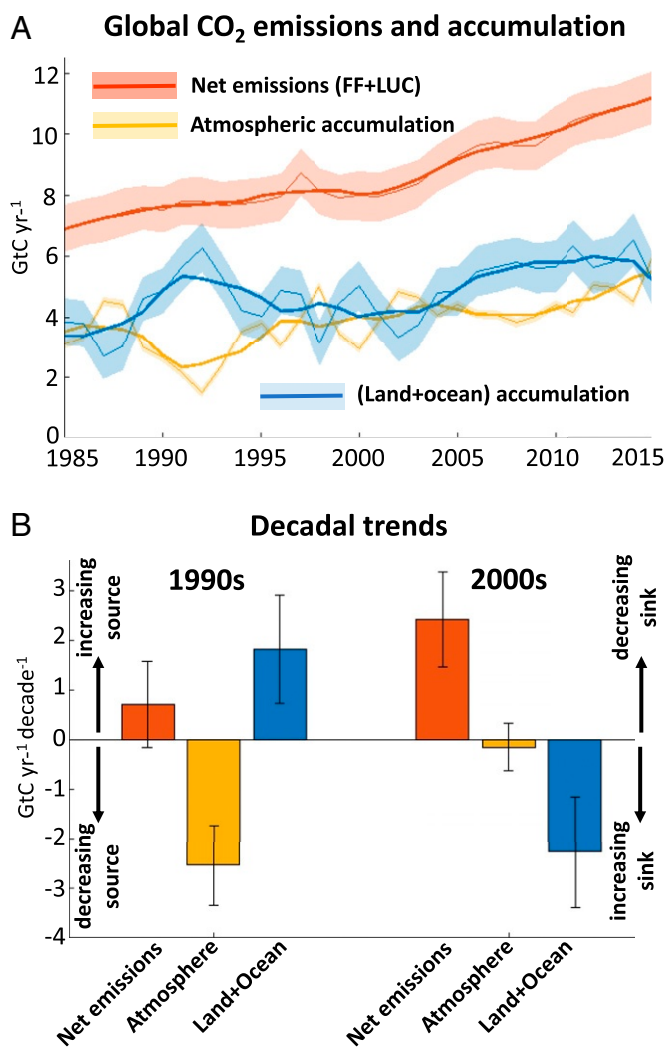 A
Global CO₂ emissions and accumulation
Net emissions (FF+LUC)
Atmospheric accumulation
GtC yr⁻¹
12
10
8
6
4
2
0
(Land+ocean) accumulation
1985 1990 1995 2000 2005 2010 2015
B
Decadal trends
1990s 2000s
increasing
source
decreasing
sink
GtC yr⁻¹ decade⁻¹
3
2
1
0
-1
-2
-3
-4
decreasing
source
increasing
sink
Net emissions
Atmosphere
Land+Ocean
Net emissions
Atmosphere
Land+Ocean